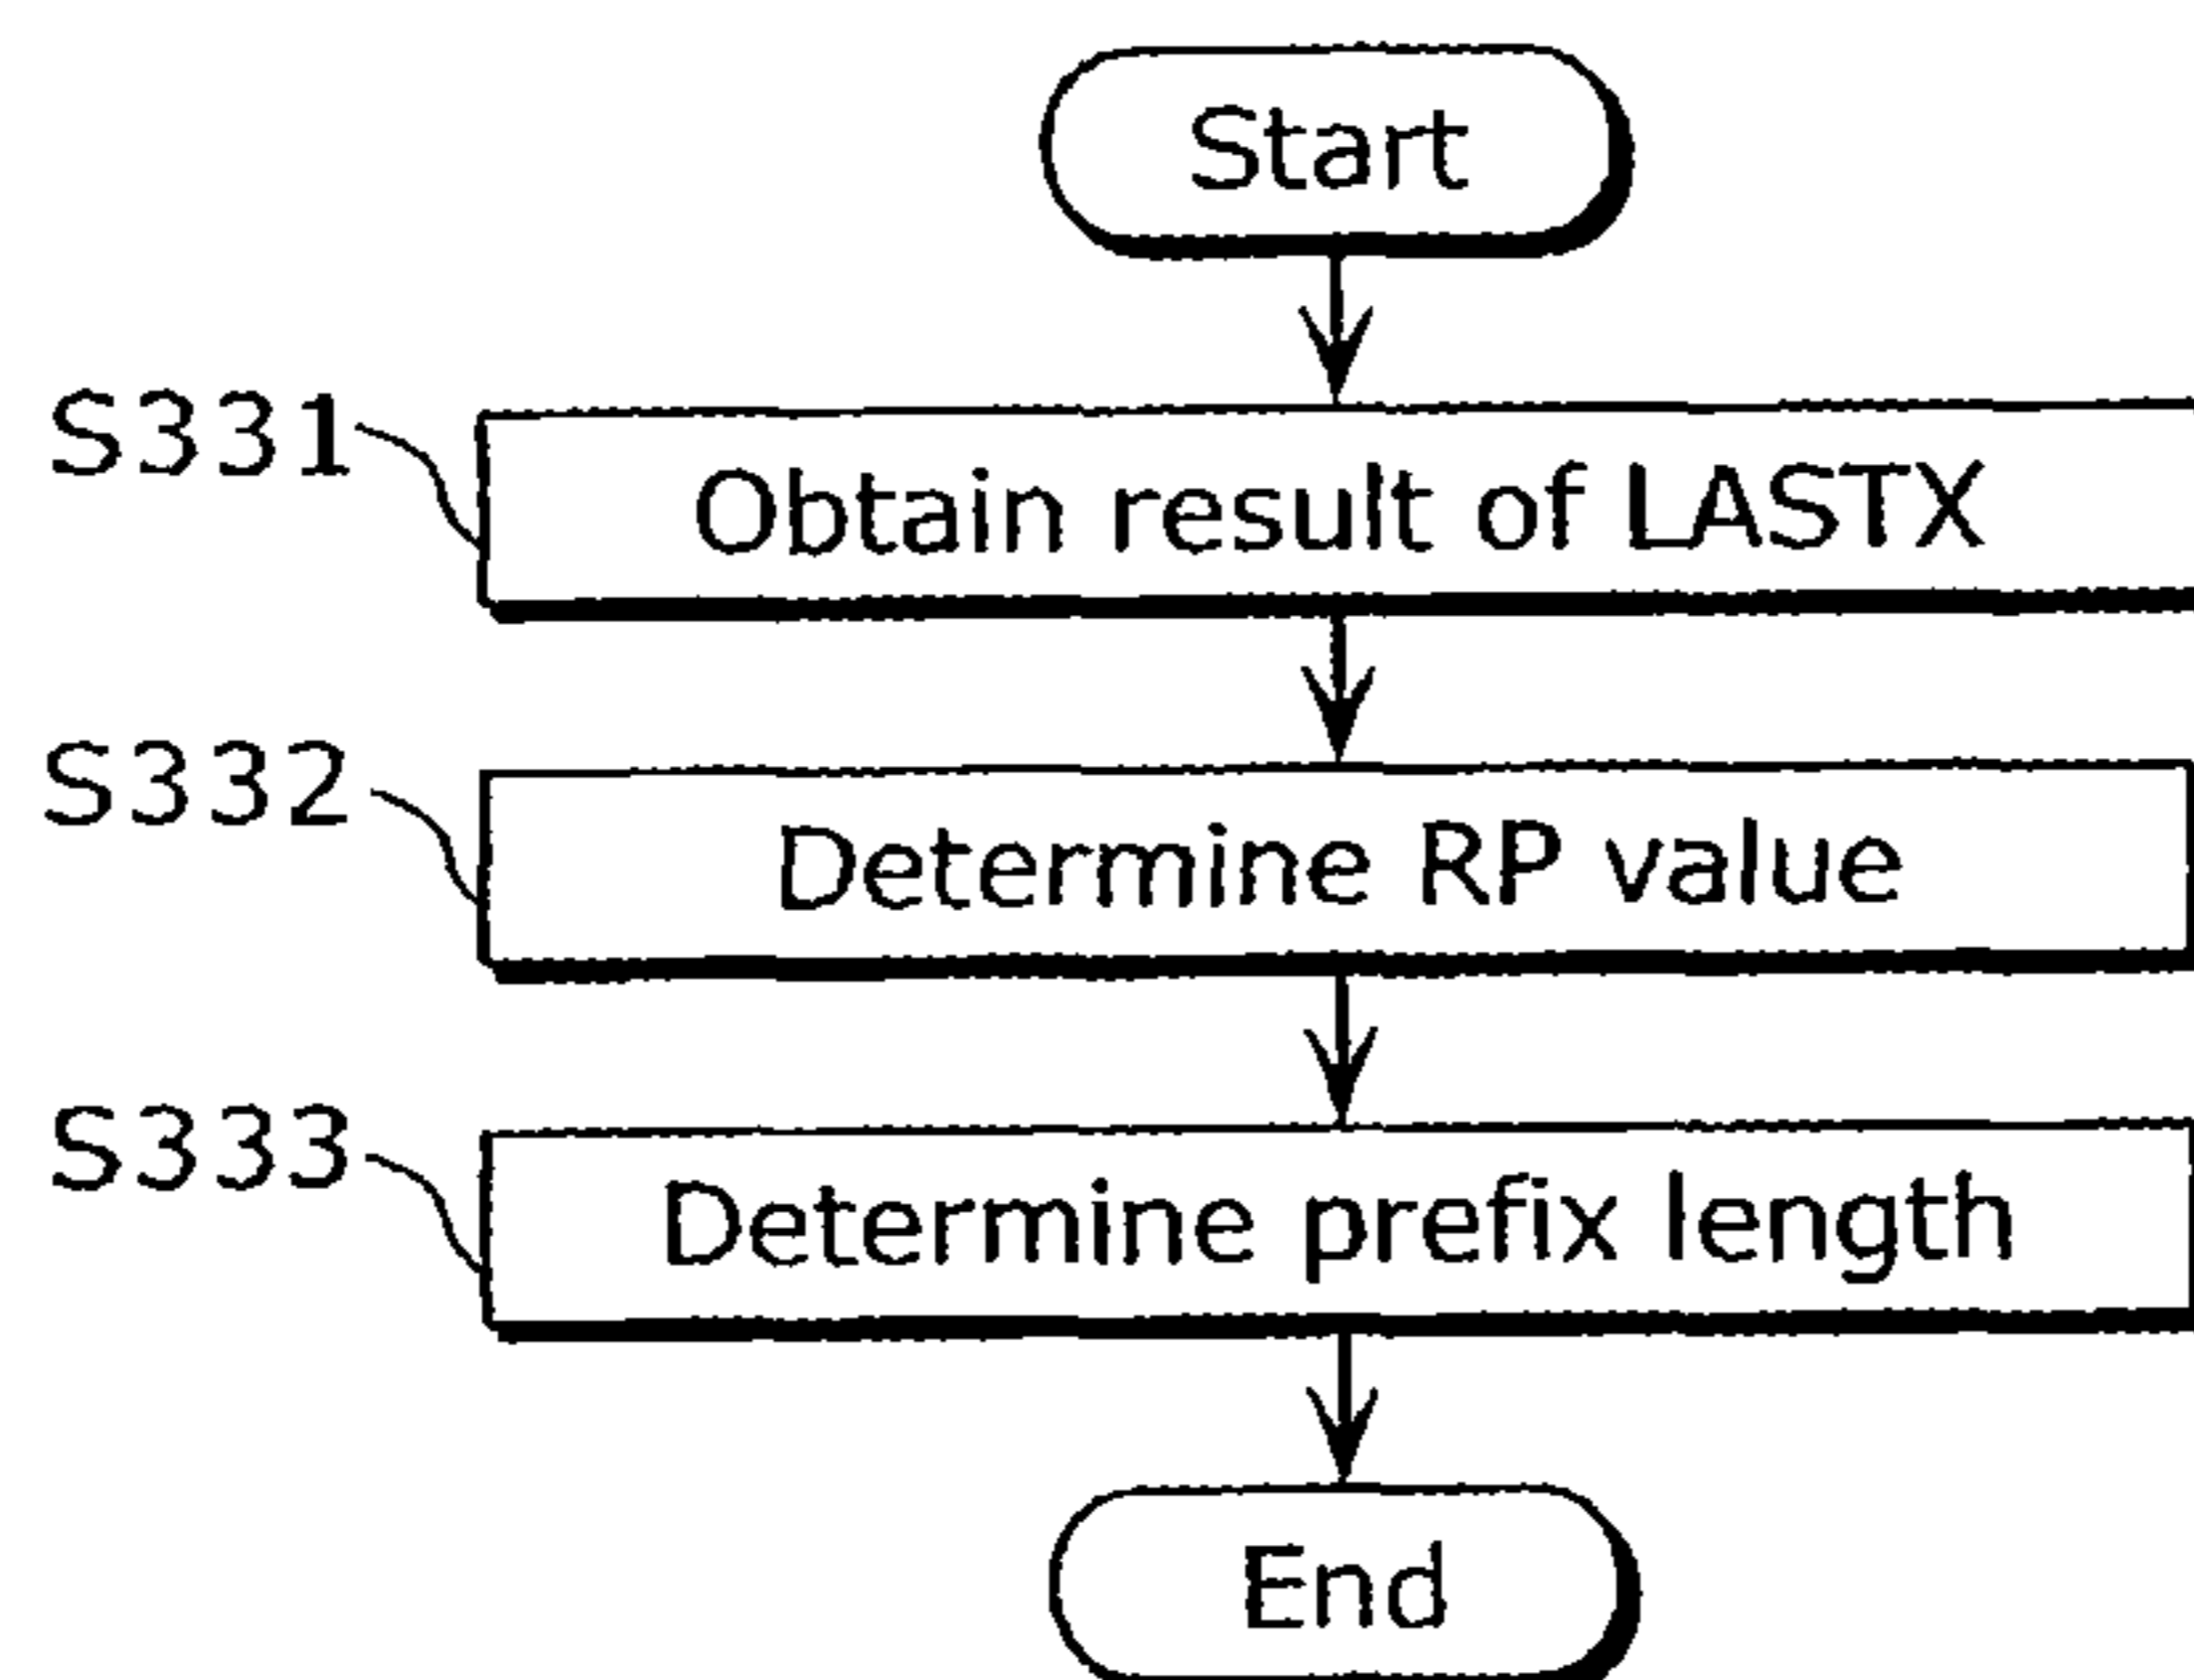 Start
S331
Obtain result of LASTX
S332
Determine RP value
S333
Determine prefix length
End